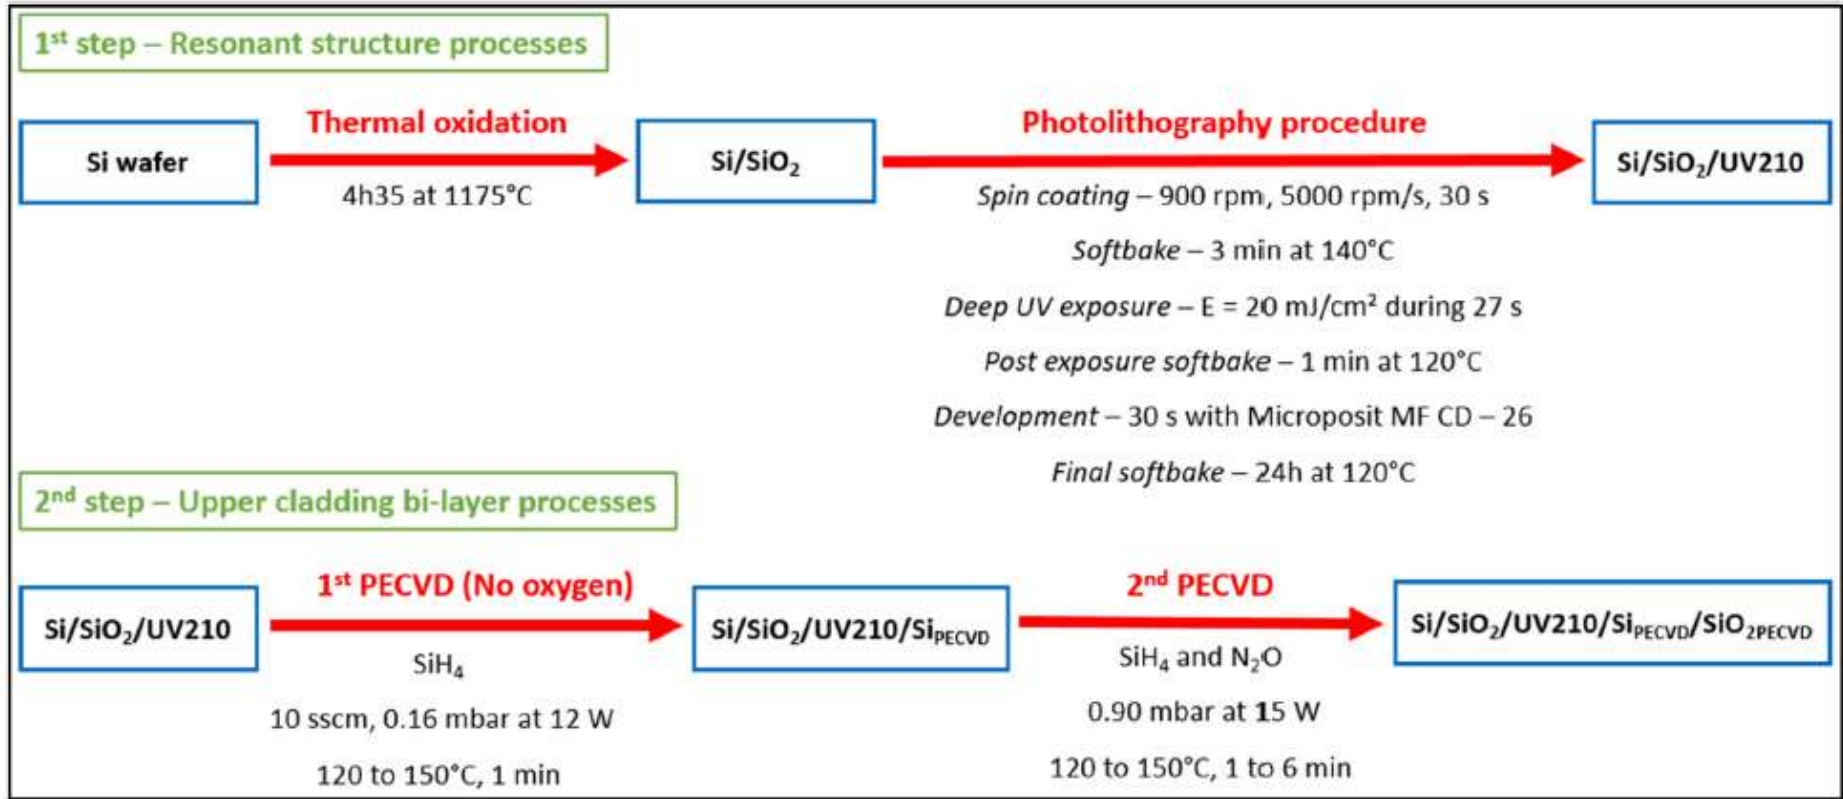 1st step – Resonant structure processes
Si wafer
Thermal oxidation
4h35 at 1175°C
Si/SiO₂
Photolithography procedure
Spin coating – 900 rpm, 5000 rpm/s, 30 s
Softbake – 3 min at 140°C
Deep UV exposure – E = 20 mJ/cm² during 27 s
Post exposure softbake – 1 min at 120°C
Development – 30 s with Microposit MF CD – 26
Final softbake – 24h at 120°C
Si/SiO₂/UV210
2nd step – Upper cladding bi-layer processes
Si/SiO₂/UV210
1st PECVD (No oxygen)
SiH₄
10 sscm, 0.16 mbar at 12 W
120 to 150°C, 1 min
Si/SiO₂/UV210/SiPECVD
2nd PECVD
SiH₄ and N₂O
0.90 mbar at 15 W
120 to 150°C, 1 to 6 min
Si/SiO₂/UV210/SiPECVD/SiO₂PECVD